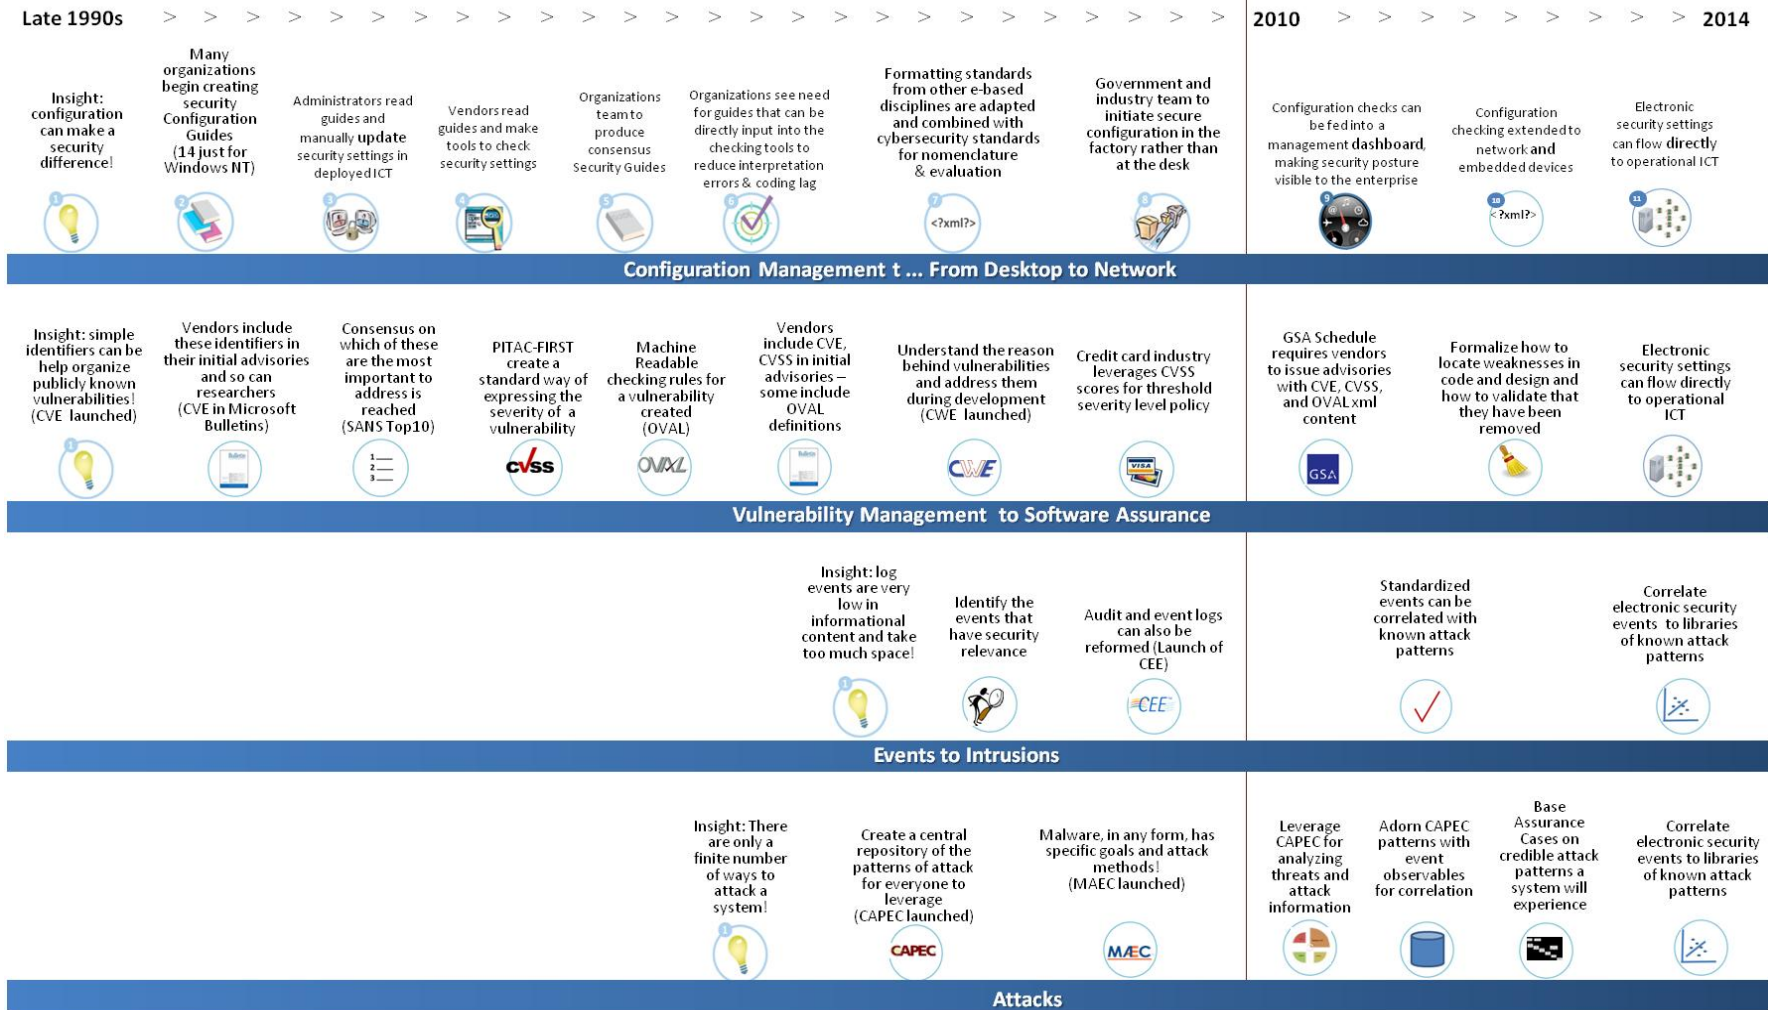 Late 1990s > > > > > > > > > > > > > > > > > > > > > > > > > > 2010 > > > > > > > > > 2014
Insight:
configuration
can make a
security
difference!
1
Many
organizations
begin creating
security
Configuration
Guides
(14 just for
Windows NT)
2
Administrators read
guides and
manually update
security settings in
deployed ICT
3
Vendors read
guides and make
tools to check
security settings
4
Organizations
team to
produce
consensus
Security Guides
5
Organizations see need
for guides that can be
directly input into the
checking tools to
reduce interpretation
errors & coding lag
6
Formatting standards
from other e-based
disciplines are adapted
and combined with
cybersecurity standards
for nomenclature
& evaluation
7
<?xml?>
Government and
industry team to
initiate secure
configuration in the
factory rather than
at the desk
8
Configuration checks can
be fed into a
management dashboard,
making security posture
visible to the enterprise
9
Configuration
checking extended to
network and
embedded devices
10
<?xml?>
Electronic
security settings
can flow directly
to operational ICT
11
Configuration Management t ... From Desktop to Network
Insight: simple
identifiers can be
help organize
publicly known
vulnerabilities!
(CVE launched)
1
Vendors include
these identifiers in
their initial advisories
and so can
researchers
(CVE in Microsoft
Bulletins)
Bulletin
Consensus on
which of these
are the most
important to
address is
reached
(SANS Top10)
1
2
3
PITAC-FIRST
create a
standard way of
expressing the
severity of a
vulnerability
CVSS
Machine
Readable
checking rules for
a vulnerability
created
(OVAL)
OVAL
Vendors
include CVE,
CVSS in initial
advisories –
some include
OVAL
definitions
Bulletin
Understand the reason
behind vulnerabilities
and address them
during development
(CWE launched)
CWE
Credit card industry
leverages CVSS
scores for threshold
severity level policy
VISA
GSA Schedule
requires vendors
to issue advisories
with CVE, CVSS,
and OVAL xml
content
GSA
Formalize how to
locate weaknesses in
code and design and
how to validate that
they have been
removed
Electronic
security settings
can flow directly
to operational
ICT
Vulnerability Management to Software Assurance
Insight: log
events are very
low in
informational
content and take
too much space!
1
Identify the
events that
have security
relevance
Audit and event logs
can also be
reformed (Launch of
CEE)
CEE
Standardized
events can be
correlated with
known attack
patterns
Correlate
electronic security
events to libraries
of known attack
patterns
Events to Intrusions
Insight: There
are only a
finite number
of ways to
attack a
system!
1
Create a central
repository of the
patterns of attack
for everyone to
leverage
(CAPEC launched)
CAPEC
Malware, in any form, has
specific goals and attack
methods!
(MAEC launched)
MAEC
Leverage
CAPEC for
analyzing
threats and
attack
information
Adorn CAPEC
patterns with
event
observables
for correlation
Base
Assurance
Cases on
credible attack
patterns a
system will
experience
Correlate
electronic security
events to libraries
of known attack
patterns
Attacks